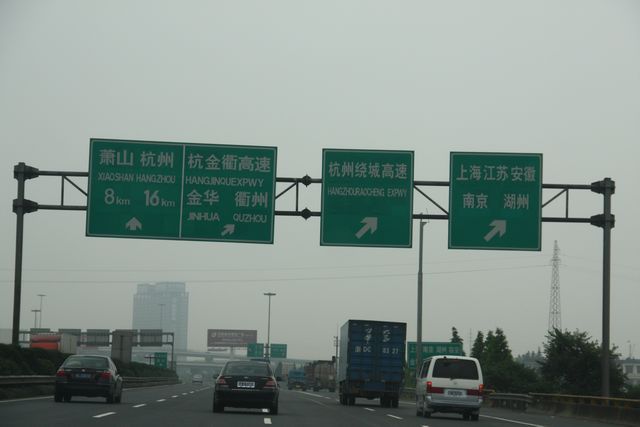 萧山 杭州
XIAOSHAN HANGZHOU
8KM 16KM
杭金衢高速
HANGJINQUEXPWY
金华 衢州
JINHUA QUZHOU
杭州绕城高速
HANGZHOURAOCHENG EXPWY
上海江苏安徽
南京 湖州